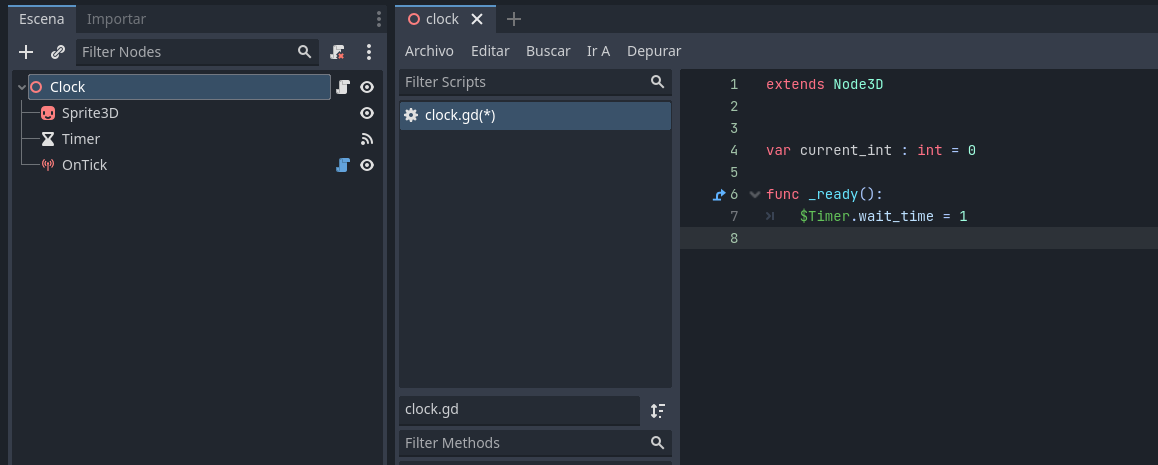 Escena Importar
Filter Nodes
Clock
Sprite3D
Timer
OnTick
clock
Archivo Editar Buscar Ir A Depurar
Filter Scripts
clock.gd(*)
clock.gd
Filter Methods
1 extends Node3D
2
3
4 var current_int : int = 0
5
6 func _ready():
7 $Timer.wait_time = 1
8